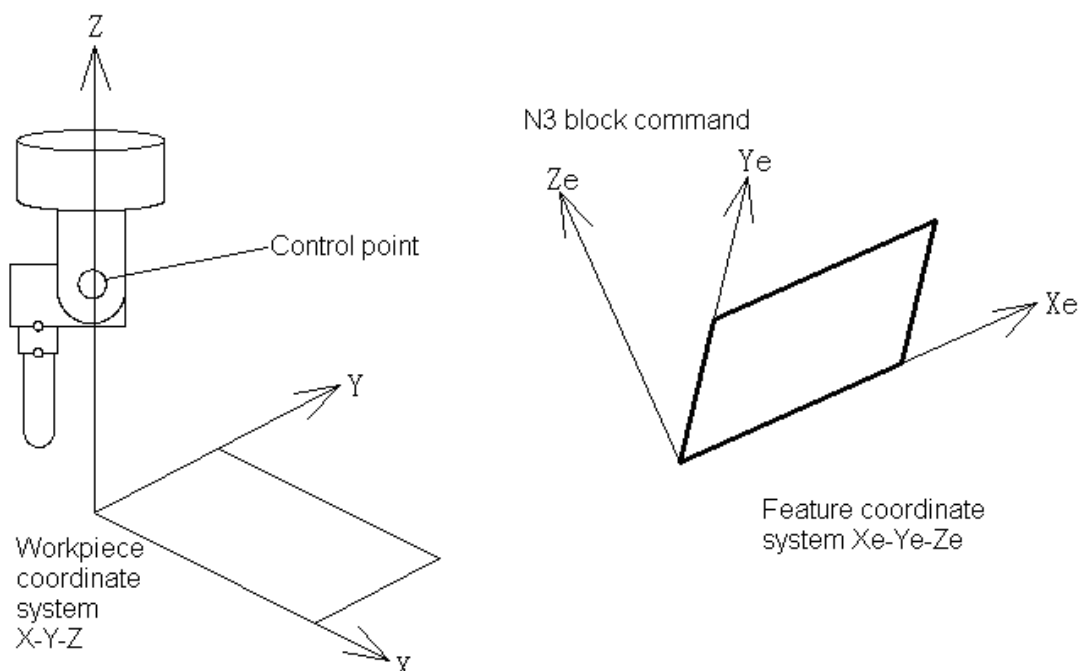 Z
N3 block command
Ye
Ze
Control point
Xe
Y
Feature coordinate
system Xe-Ye-Ze
Workpiece
coordinate
system
X-Y-Z
X